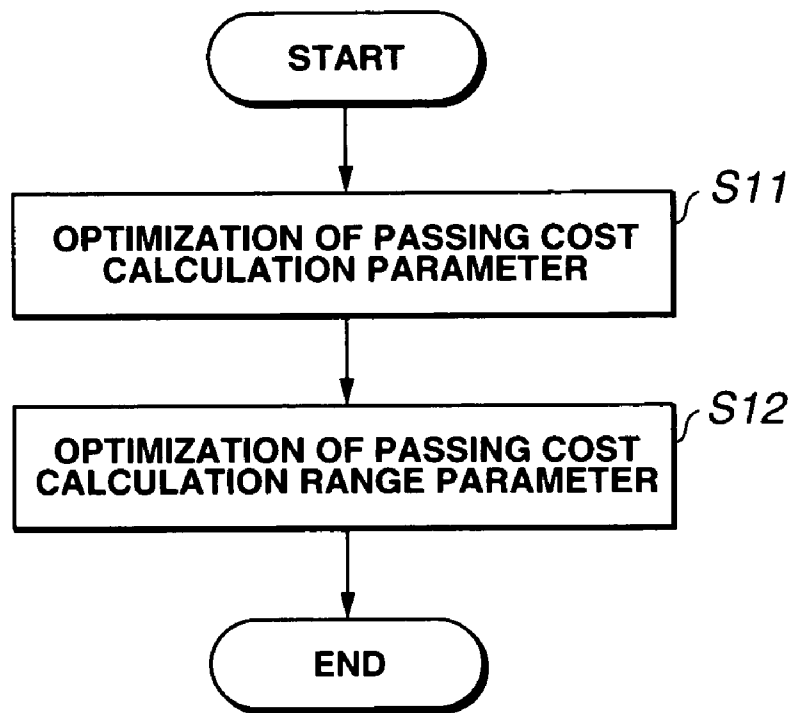 START
S11
OPTIMIZATION OF PASSING COST
CALCULATION PARAMETER
S12
OPTIMIZATION OF PASSING COST
CALCULATION RANGE PARAMETER
END